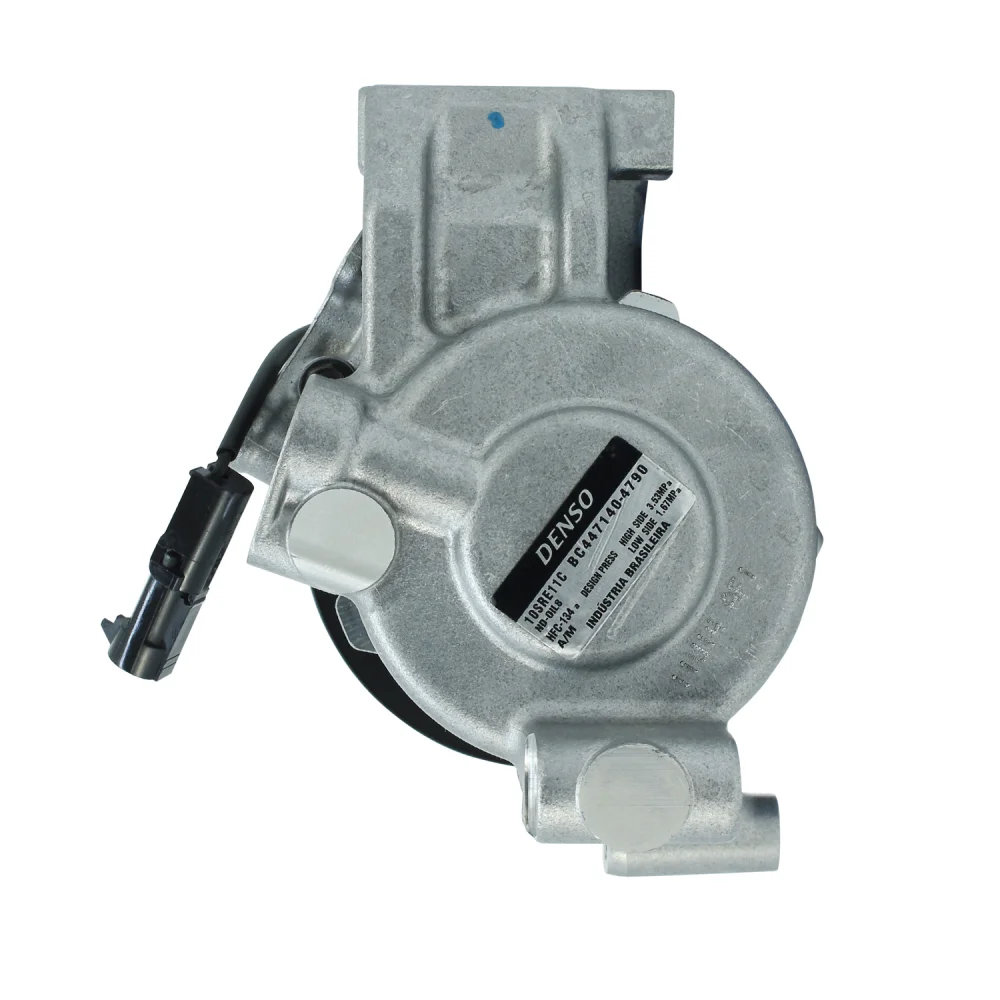 DENSO
10SRE11C BC447140-4790
ND-OIL8 HIGH SIDE 3.53MPa
HFC-134a DESIGN PRESS LOW SIDE 1.67MPa
A/M INDÚSTRIA BRASILEIRA